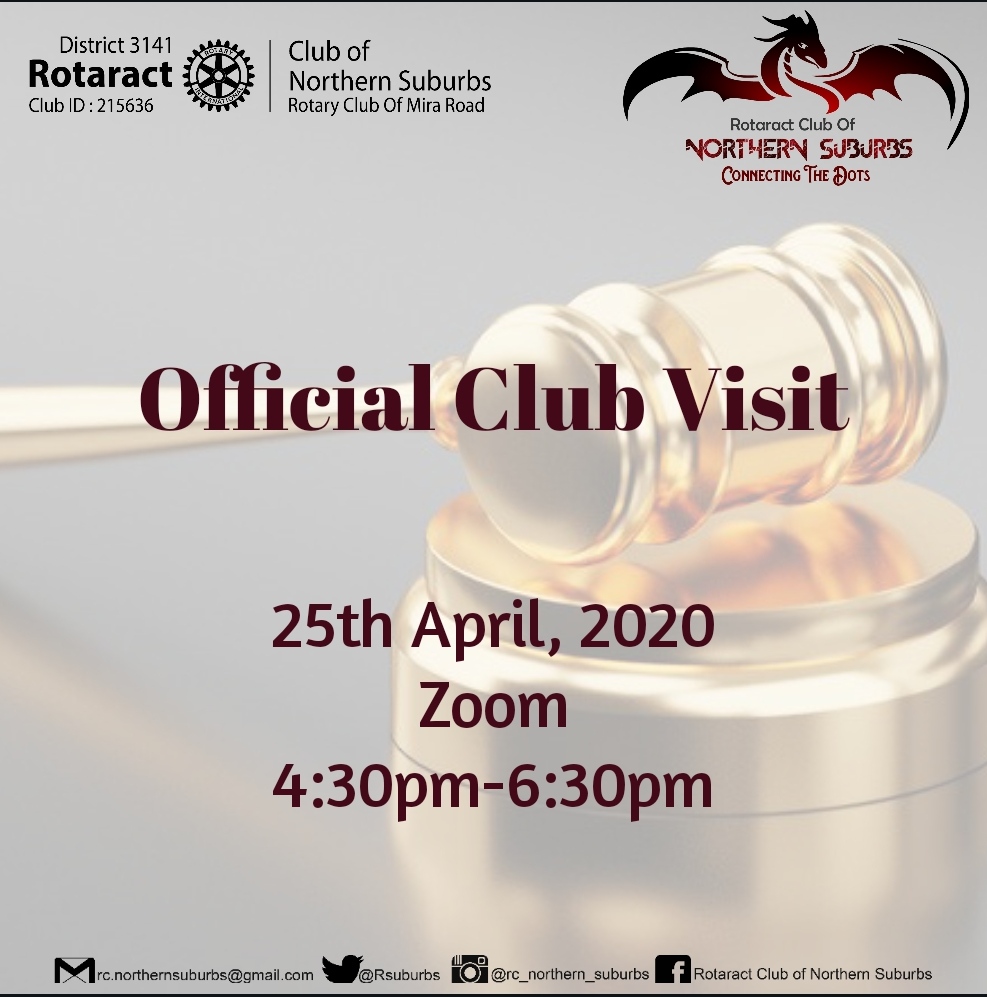 District 3141
Rotaract
Club ID : 215636
ROTARY
INTERNATIONAL
Club of
Northern Suburbs
Rotary Club Of Mira Road
Rotaract Club Of
NORTHERN SUBURBS
CONNECTING THE DOTS
Official Club Visit
25th April, 2020
Zoom
4:30pm-6:30pm
rc.northernsuburbs@gmail.com @Rsuburbs @rc_northern_suburbs Rotaract Club of Northern Suburbs